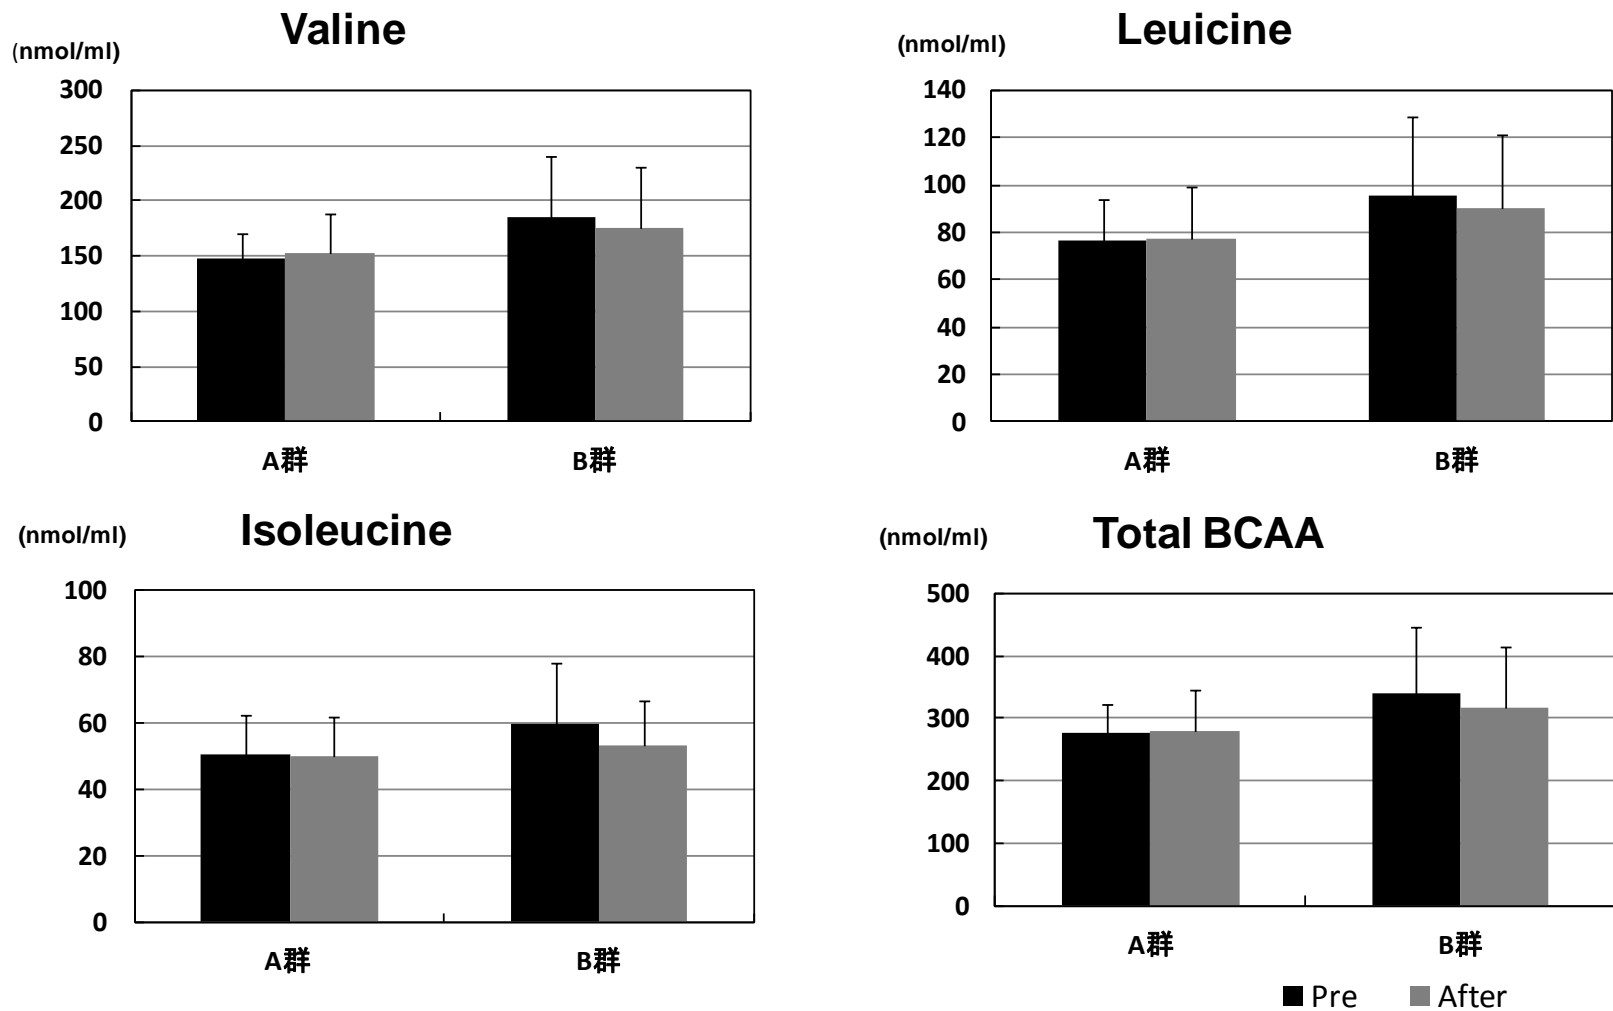 Valine
(nmol/ml)
300
250
200
150
100
50
0
A群 B群
Leuicine
(nmol/ml)
140
120
100
80
60
40
20
0
A群 B群
Isoleucine
(nmol/ml)
100
80
60
40
20
0
A群 B群
Total BCAA
(nmol/ml)
500
400
300
200
100
0
A群 B群
Pre After